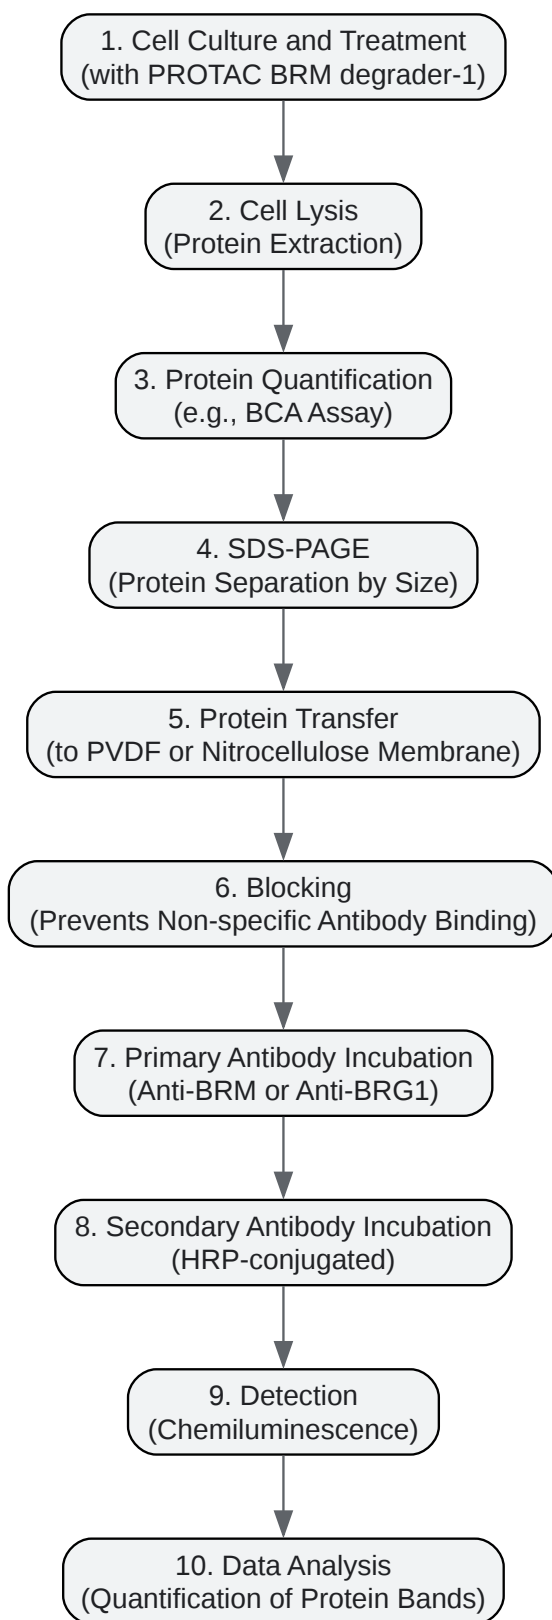 1. Cell Culture and Treatment
(with PROTAC BRM degrader-1)
2. Cell Lysis
(Protein Extraction)
3. Protein Quantification
(e.g., BCA Assay)
4. SDS-PAGE
(Protein Separation by Size)
5. Protein Transfer
(to PVDF or Nitrocellulose Membrane)
6. Blocking
(Prevents Non-specific Antibody Binding)
7. Primary Antibody Incubation
(Anti-BRM or Anti-BRG1)
8. Secondary Antibody Incubation
(HRP-conjugated)
9. Detection
(Chemiluminescence)
10. Data Analysis
(Quantification of Protein Bands)